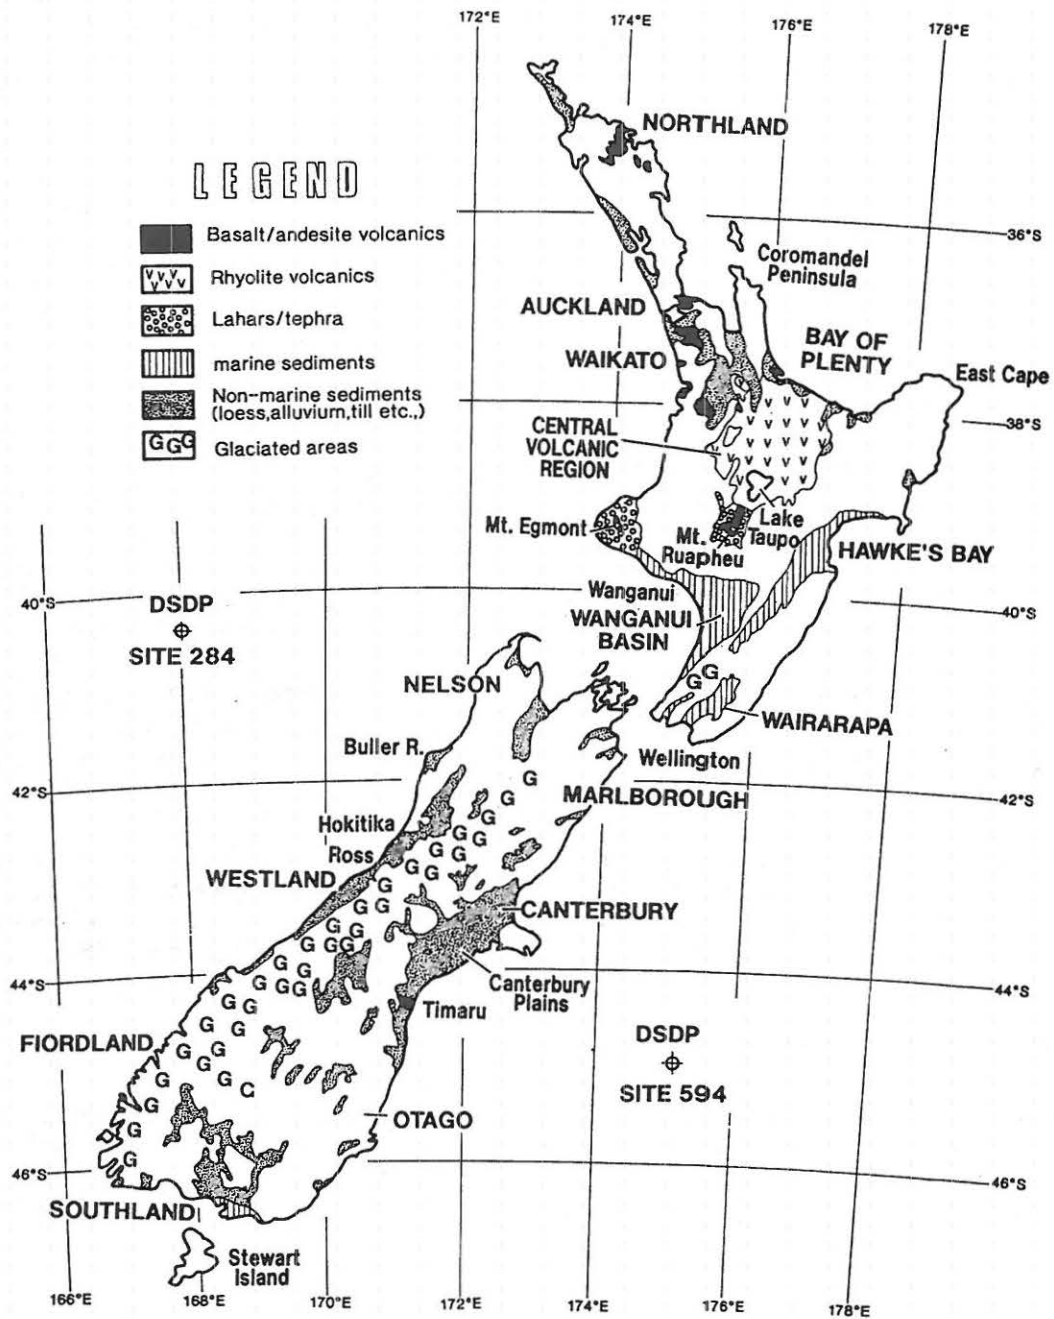 172°E
174°E
176°E
178°E
NORTHLAND
LEGEND
Basalt/andesite volcanics
Rhyolite volcanics
Lahars/tephra
marine sediments
Non-marine sediments
(loess,alluvium,till etc.,)
Glaciated areas
36°S
Coromandel
Peninsula
AUCKLAND
WAIKATO
BAY OF
PLENTY
East Cape
38°S
CENTRAL
VOLCANIC
REGION
Mt. Egmont
Lake
Taupo
Mt.
Ruapheu
HAWKE'S BAY
40°S
DSDP
SITE 284
Wanganui
WANGANUI
BASIN
40°S
NELSON
G G
WAIRARAPA
Buller R.
Wellington
42°S
MARLBOROUGH
42°S
Hokitika
Ross
WESTLAND
CANTERBURY
44°S
Canterbury
Plains
44°S
Timaru
FIORDLAND
DSDP
SITE 594
OTAGO
46°S
46°S
SOUTHLAND
Stewart
Island
166°E
168°E
170°E
172°E
174°E
176°E
178°E